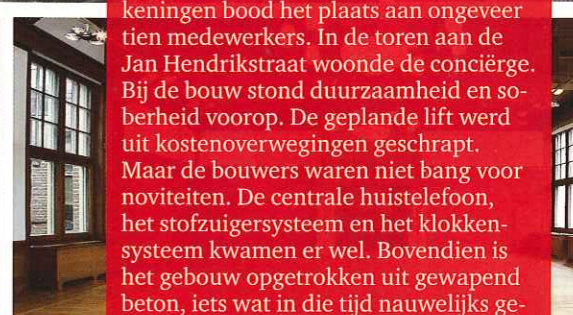 keningen bood het plaats aan ongeveer
tien medewerkers. In de toren aan de
Jan Hendrikstraat woonde de conciërge.
Bij de bouw stond duurzaamheid en so-
berheid voorop. De geplande lift werd
uit kostenoverwegingen geschrapt.
Maar de bouwers waren niet bang voor
noviteiten. De centrale huistelefoon,
het stofzuigersysteem en het klokken-
systeem kwamen er wel. Bovendien is
het gebouw opgetrokken uit gewapend
beton, iets wat in die tijd nauwelijks ge-